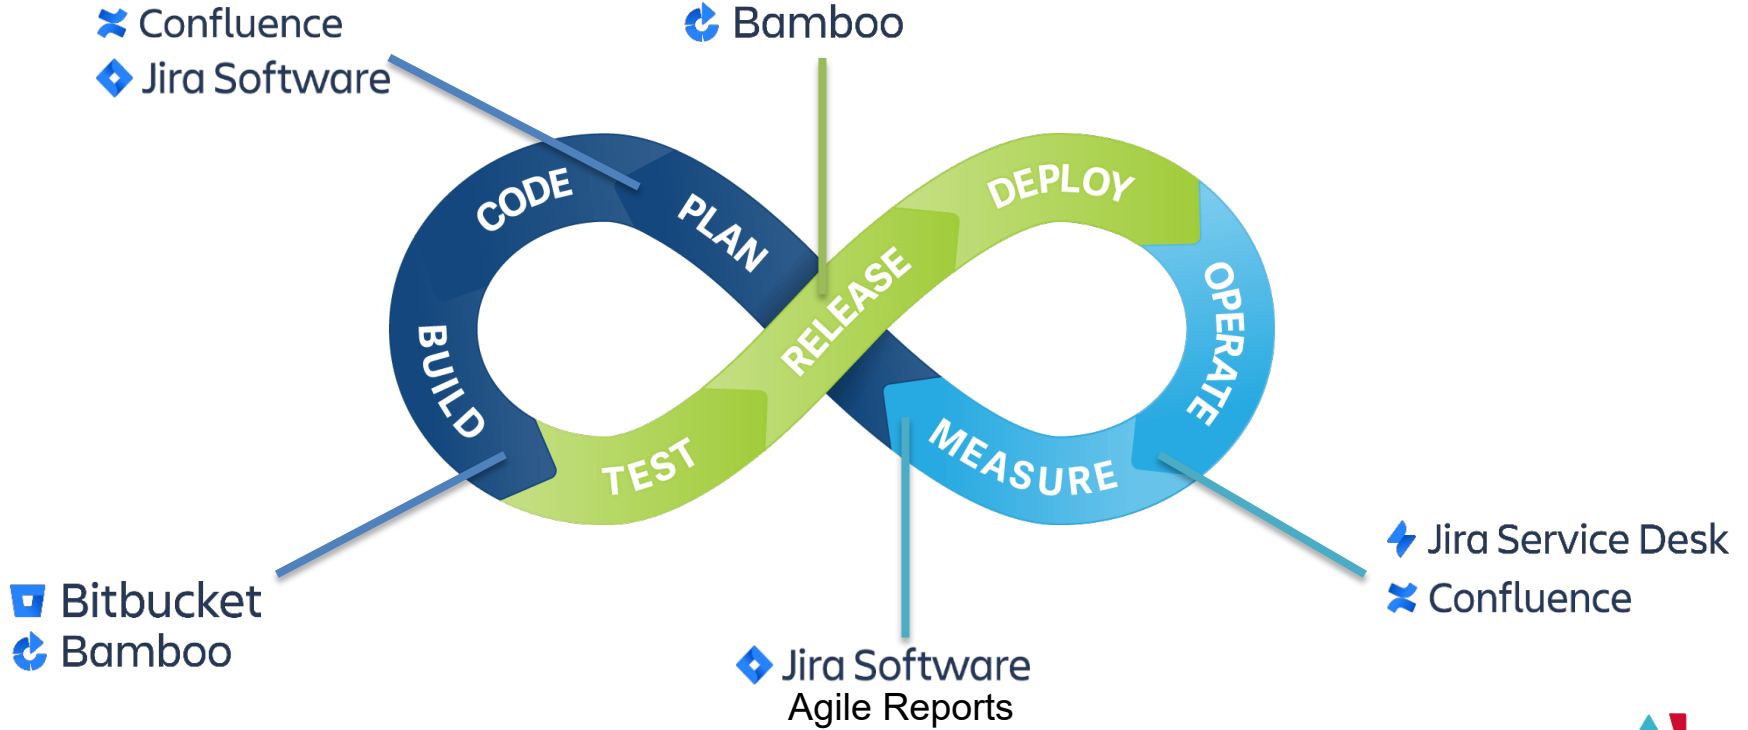 Confluence
Jira Software
Bamboo
CODE
PLAN
DEPLOY
RELEASE
OPERATE
BUILD
TEST
MEASURE
Bitbucket
Bamboo
Jira Software
Agile Reports
Jira Service Desk
Confluence